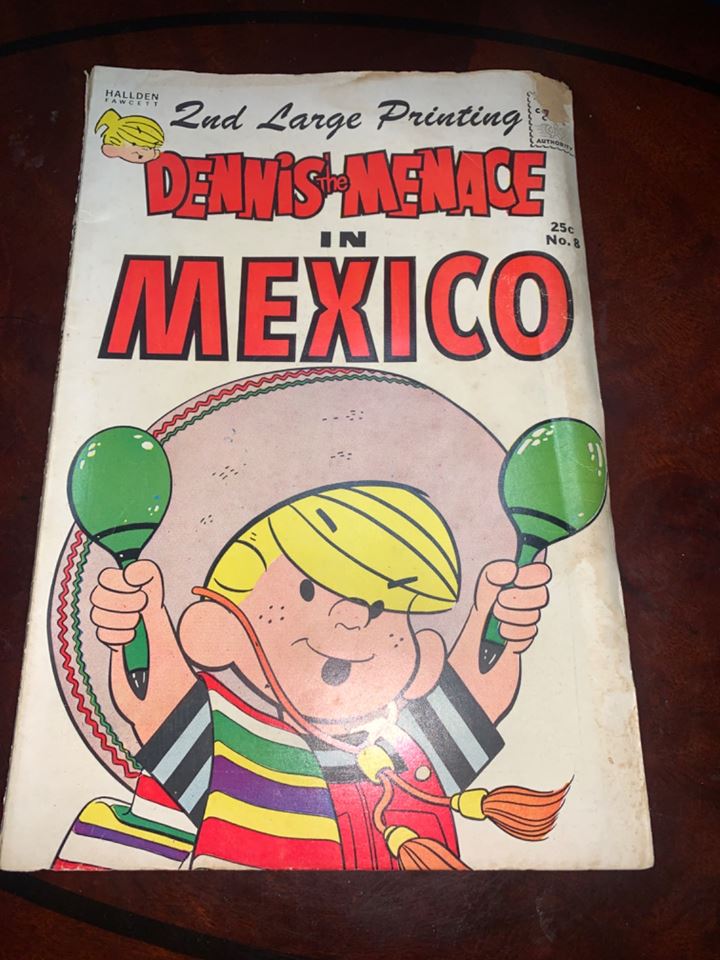 HALLDEN
FAWCETT
2nd Large Printing
AUTHORITY
DENNIS the MENACE
25c
No. 8
IN
MEXICO